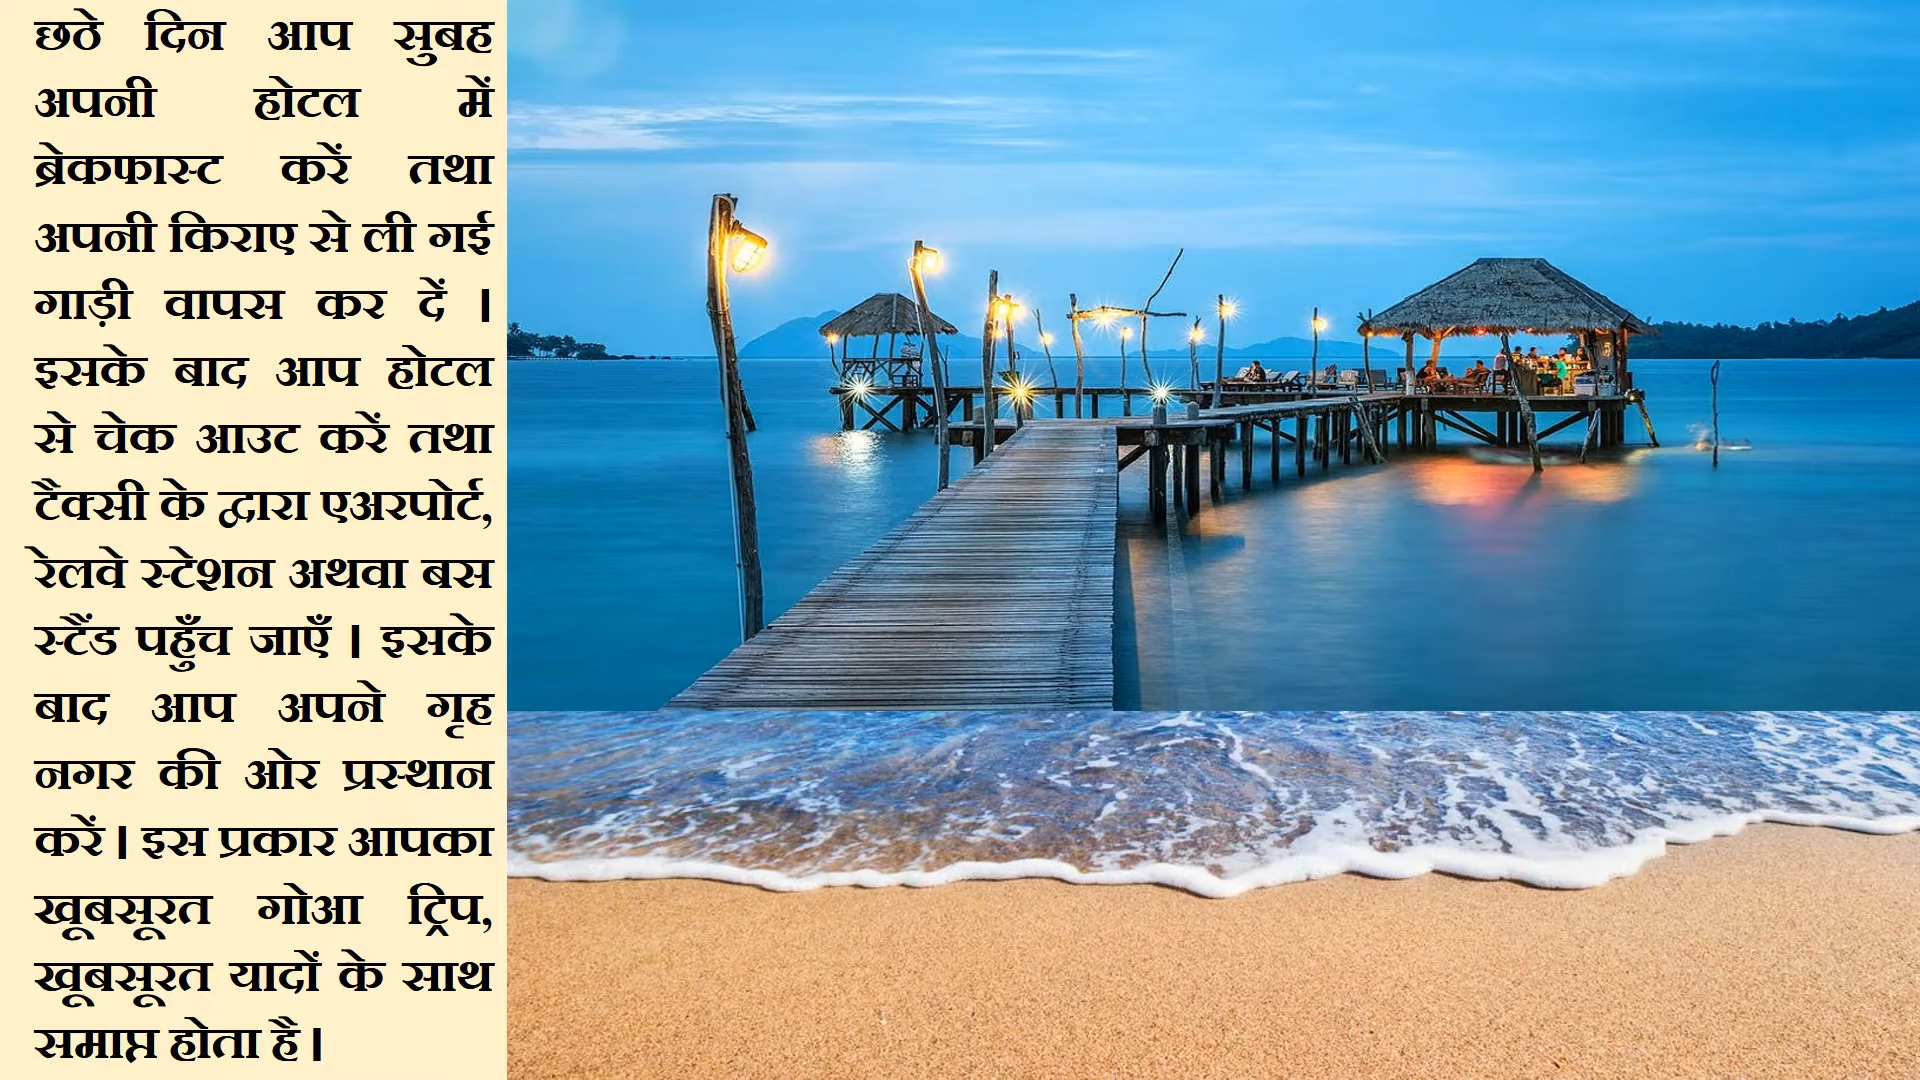 छठे दिन आप सुबह
अपनी होटल में
ब्रेकफास्ट करें तथा
अपनी किराए से ली गई
गाड़ी वापस कर दें ।
इसके बाद आप होटल
से चेक आउट करें तथा
टैक्सी के द्वारा एअरपोर्ट,
रेलवे स्टेशन अथवा बस
स्टैंड पहुँच जाएँ । इसके
बाद आप अपने गृह
नगर की ओर प्रस्थान
करें । इस प्रकार आपका
खूबसूरत गोआ ट्रिप,
खूबसूरत यादों के साथ
समाप्त होता है ।